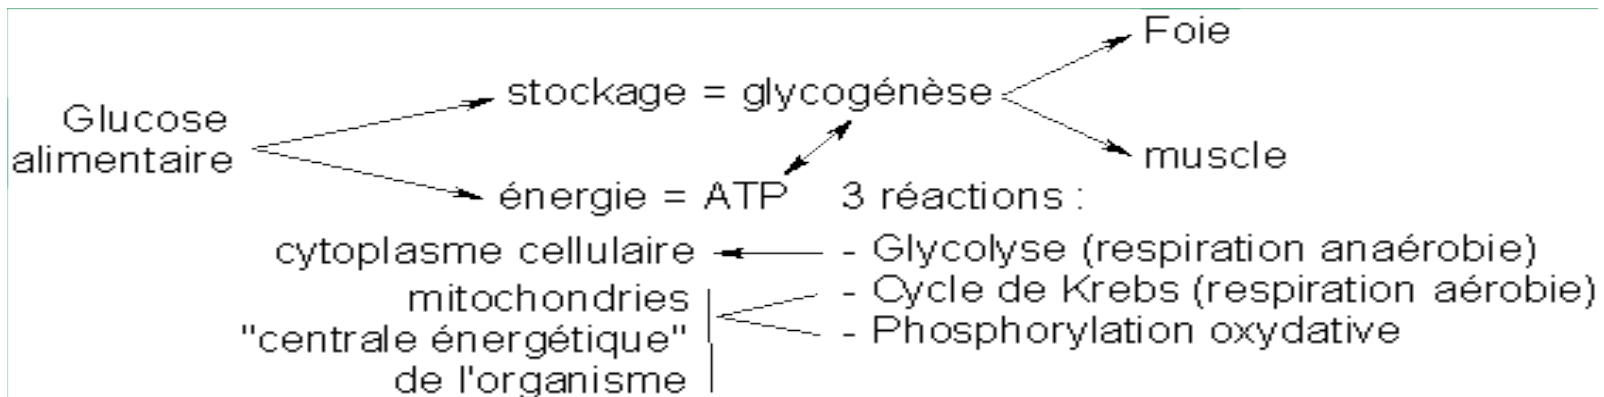 Foie
stockage = glycogénèse
Glucose
alimentaire
muscle
énergie = ATP 3 réactions :
cytoplasme cellulaire - Glycolyse (respiration anaérobie)
mitochondries - Cycle de Krebs (respiration aérobie)
"centrale énergétique" - Phosphorylation oxydative
de l'organisme